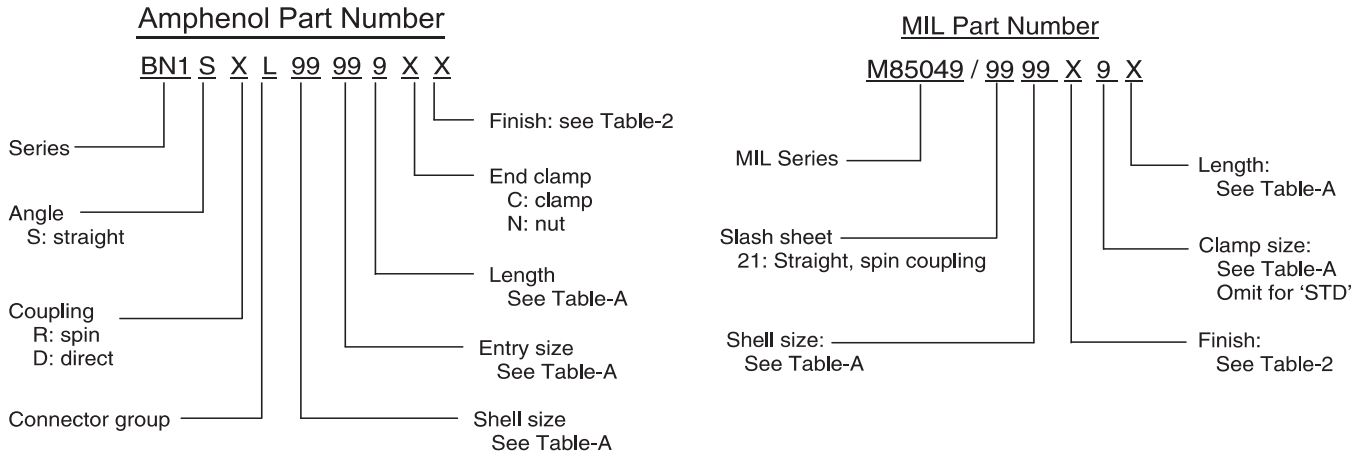 Amphenol Part Number
BN1 S X L 99 99 9 X X
Finish: see Table-2
Series
End clamp
C: clamp
N: nut
Angle
S: straight
Length
See Table-A
Coupling
R: spin
D: direct
Entry size
See Table-A
Connector group
Shell size
See Table-A
MIL Part Number
M85049 / 99 99 X 9 X
MIL Series
Length:
See Table-A
Slash sheet
21: Straight, spin coupling
Clamp size:
See Table-A
Omit for 'STD'
Shell size:
See Table-A
Finish:
See Table-2